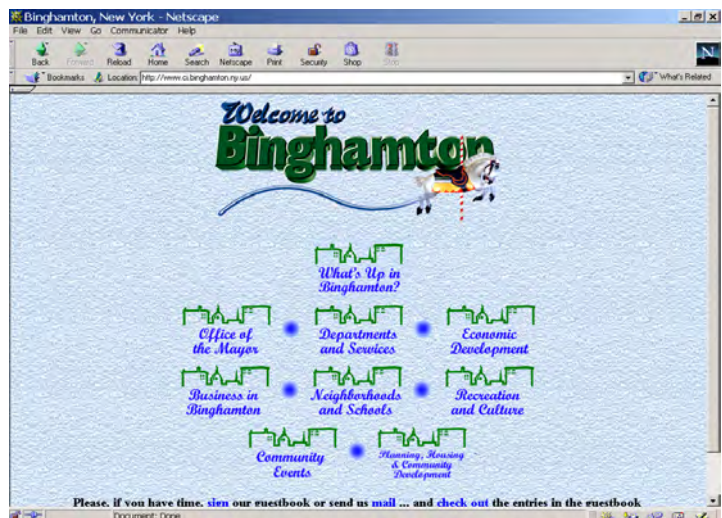 Binghamton, New York - Netscape
File Edit View Go Communicator Help
Back Forward Reload Home Search Netscape Print Security Shop Stop
Bookmarks Location: http://www.ci.binghamton.ny.us/ What's Related
Welcome to
Binghamton
What's Up in
Binghamton?
Office of
the Mayor
Departments
and Services
Economic
Development
Business in
Binghamton
Neighborhoods
and Schools
Recreation
and Culture
Community
Events
Planning, Housing
& Community
Development
Please, if you have time, sign our guestbook or send us mail ... and check out the entries in the guestbook
Document: Done